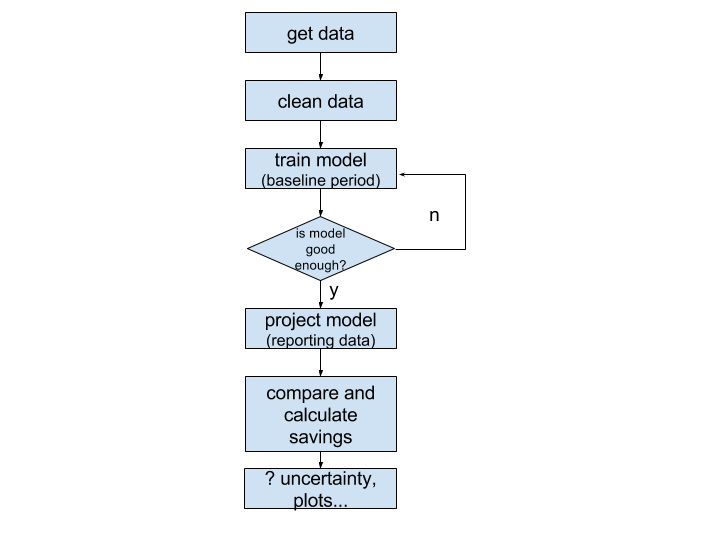 get data
clean data
train model
(baseline period)
is model
good
enough?
n
y
project model
(reporting data)
compare and
calculate
savings
? uncertainty,
plots...